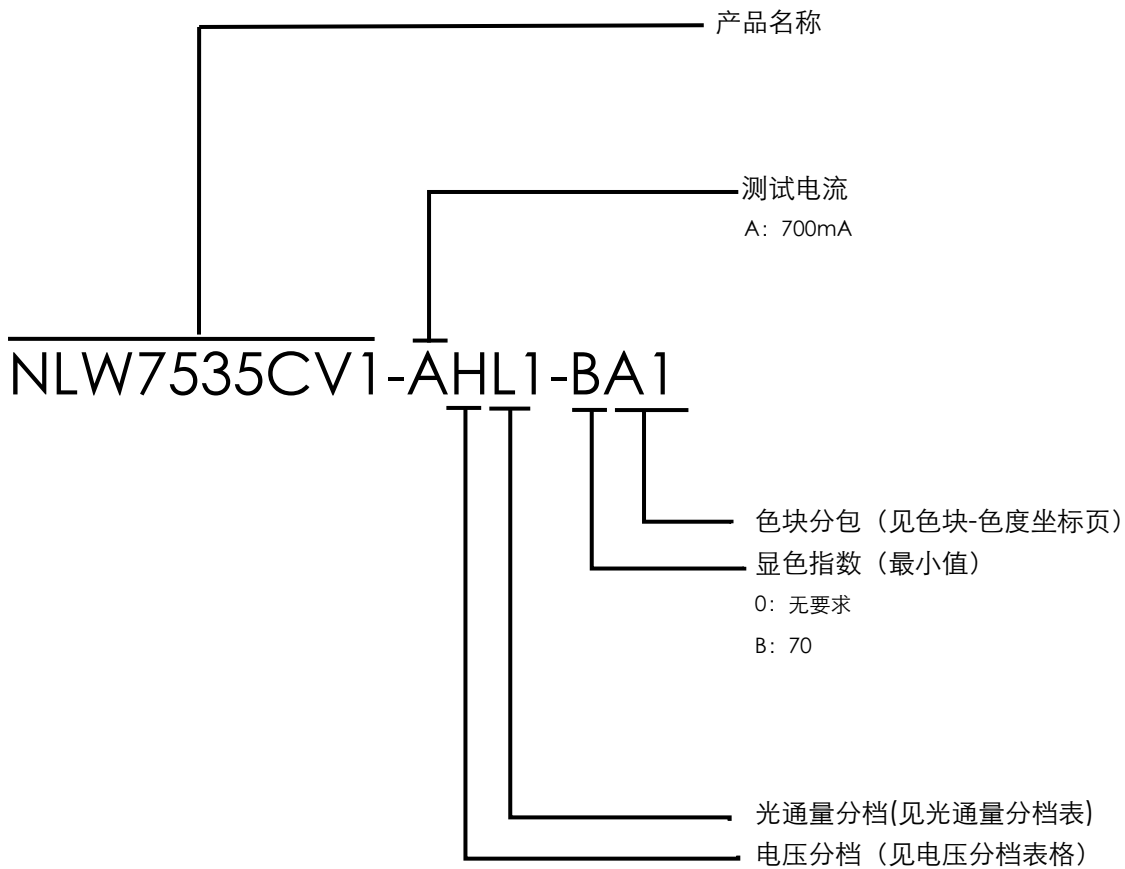 产品名称
测试电流
A：700mA
NLW7535CV1-AHL1-BA1
色块分包（见色块-色度坐标页）
显色指数（最小值）
0：无要求
B：70
光通量分档(见光通量分档表)
电压分档（见电压分档表格）